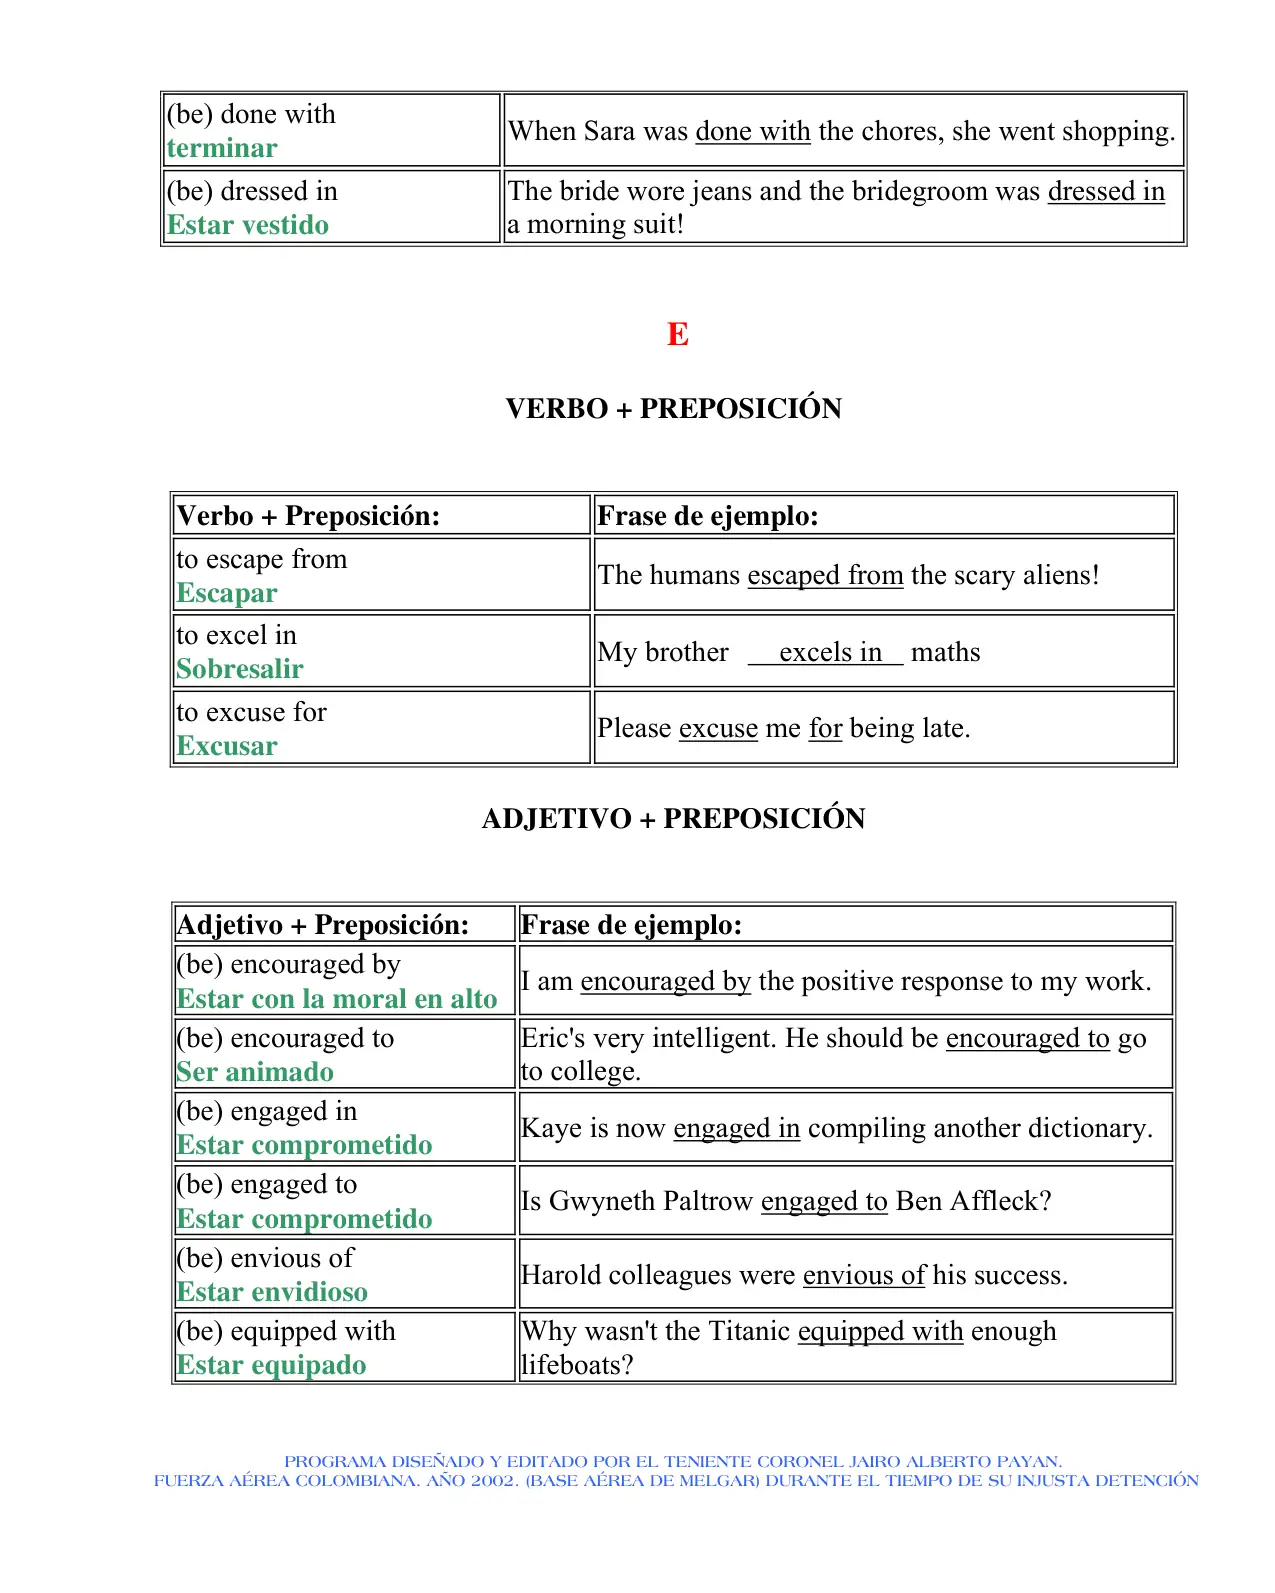 (be) done with
terminar
When Sara was done with the chores, she went shopping.
(be) dressed in
Estar vestido
The bride wore jeans and the bridegroom was dressed in
a morning suit!
E
VERBO + PREPOSICIÓN
Verbo + Preposición:
Frase de ejemplo:
to escape from
Escapar
The humans escaped from the scary aliens!
to excel in
Sobresalir
My brother __excels in_ maths
to excuse for
Excusar
Please excuse me for being late.
ADJETIVO + PREPOSICIÓN
Adjetivo + Preposición:
Frase de ejemplo:
(be) encouraged by
Estar con la moral en alto
I am encouraged by the positive response to my work.
(be) encouraged to
Ser animado
Eric's very intelligent. He should be encouraged to go
to college.
(be) engaged in
Estar comprometido
Kaye is now engaged in compiling another dictionary.
(be) engaged to
Estar comprometido
Is Gwyneth Paltrow engaged to Ben Affleck?
(be) envious of
Estar envidioso
Harold colleagues were envious of his success.
(be) equipped with
Estar equipado
Why wasn't the Titanic equipped with enough
lifeboats?
PROGRAMA DISEÑADO Y EDITADO POR EL TENIENTE CORONEL JAIRO ALBERTO PAYAN.
FUERZA AÉREA COLOMBIANA. AÑO 2002. (BASE AÉREA DE MELGAR) DURANTE EL TIEMPO DE SU INJUSTA DETENCIÓN